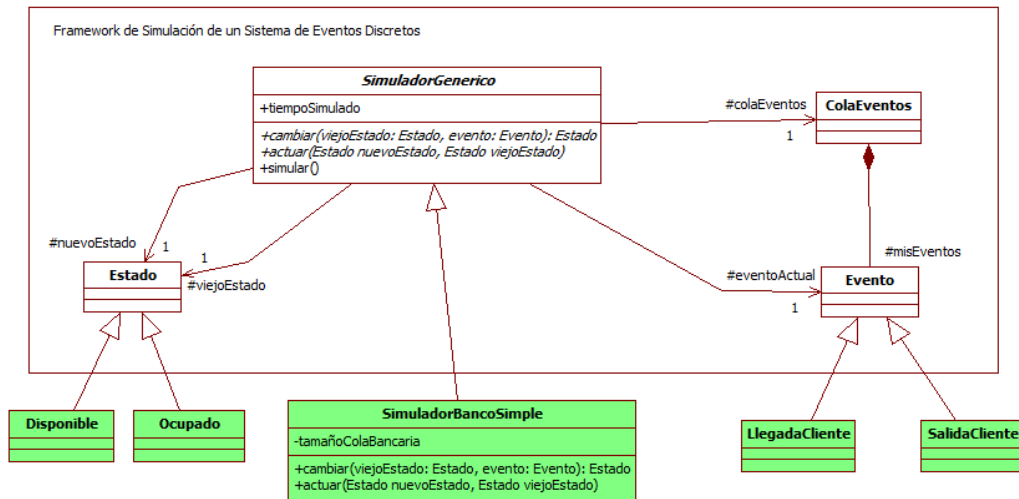 Framework de Simulación de un Sistema de Eventos Discretos
SimuladorGenerico
+tiempoSimulado
+cambiar(viejoEstado: Estado, evento: Evento): Estado
+actuar(Estado nuevoEstado, Estado viejoEstado)
+simular()
#colaEventos
1
ColaEventos
#nuevoEstado
1
1
#viejoEstado
Estado
#misEventos
#eventoActual
1
Evento
Disponible
Ocupado
SimuladorBancoSimple
-tamañoColaBancaria
+cambiar(viejoEstado: Estado, evento: Evento): Estado
+actuar(Estado nuevoEstado, Estado viejoEstado)
LlegadaCliente
SalidaCliente